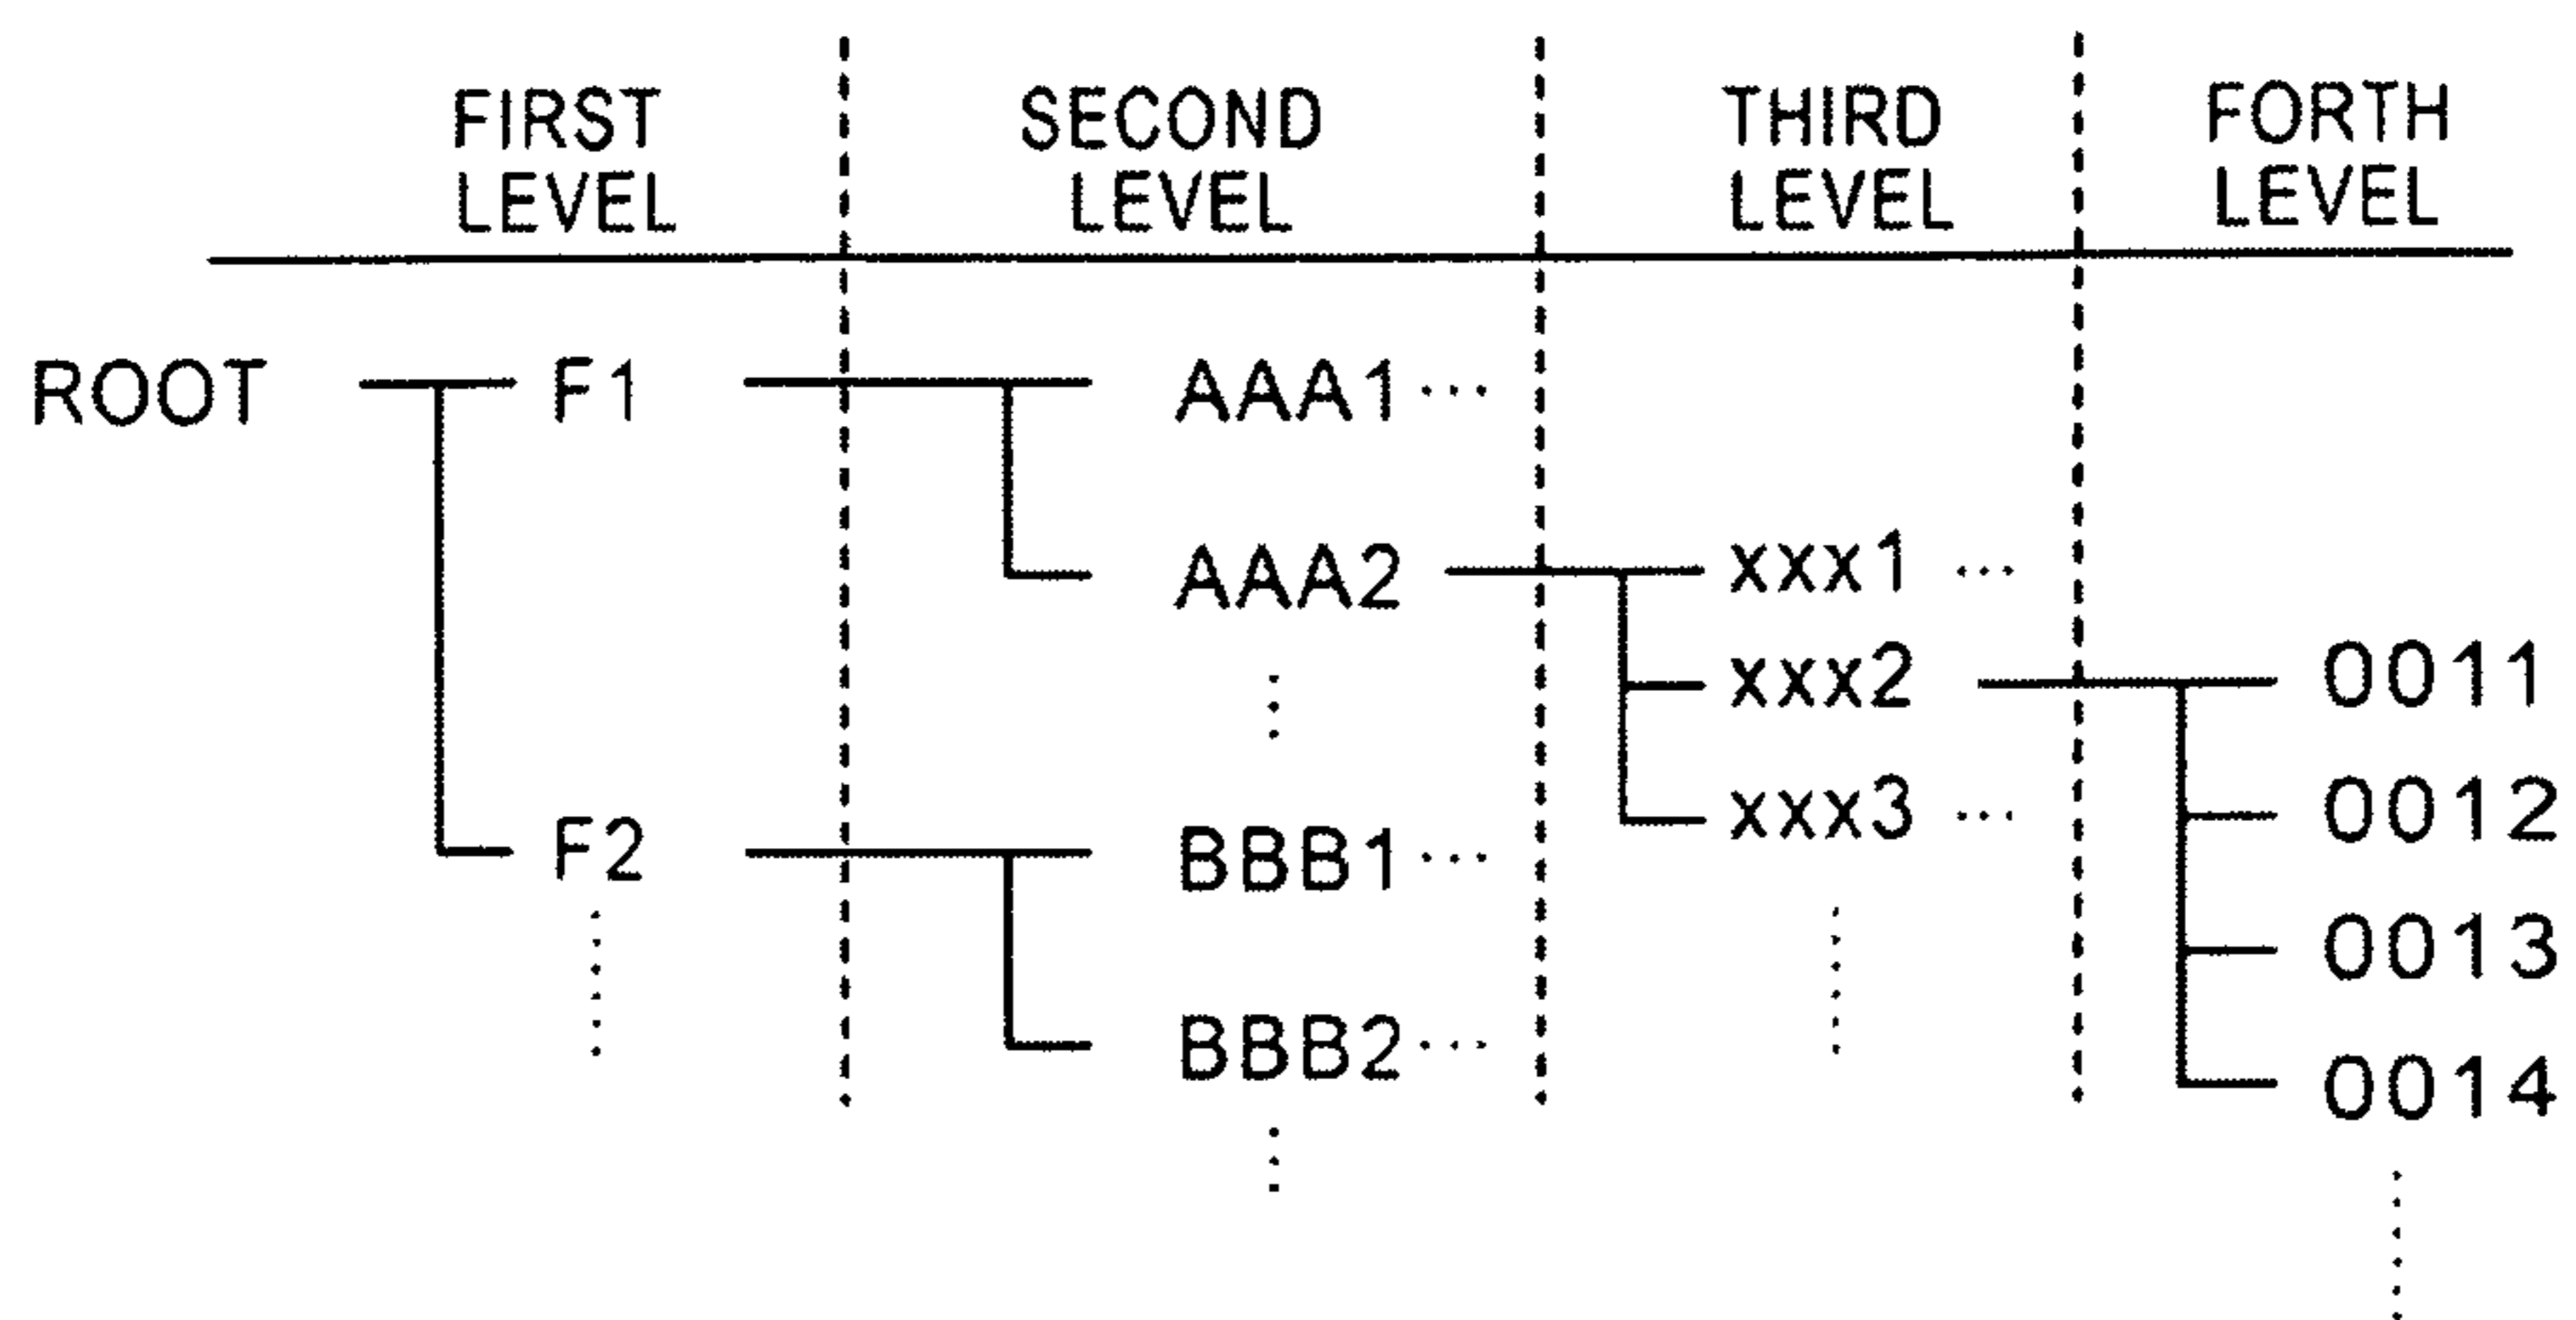 FIRST LEVEL
SECOND LEVEL
THIRD LEVEL
FORTH LEVEL
ROOT
F1
AAA1 ...
AAA2
xxx1 ...
xxx2
0011
xxx3 ...
0012
F2
BBB1 ...
0013
BBB2 ...
0014